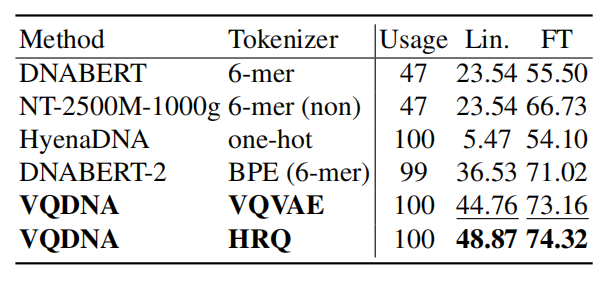 Method Tokenizer Usage Lin. FT
DNABERT 6-mer 47 23.54 55.50
NT-2500M-1000g 6-mer (non) 47 23.54 66.73
HyenaDNA one-hot 100 5.47 54.10
DNABERT-2 BPE (6-mer) 99 36.53 71.02
VQDNA VQVAE 100 44.76 73.16
VQDNA HRQ 100 48.87 74.32